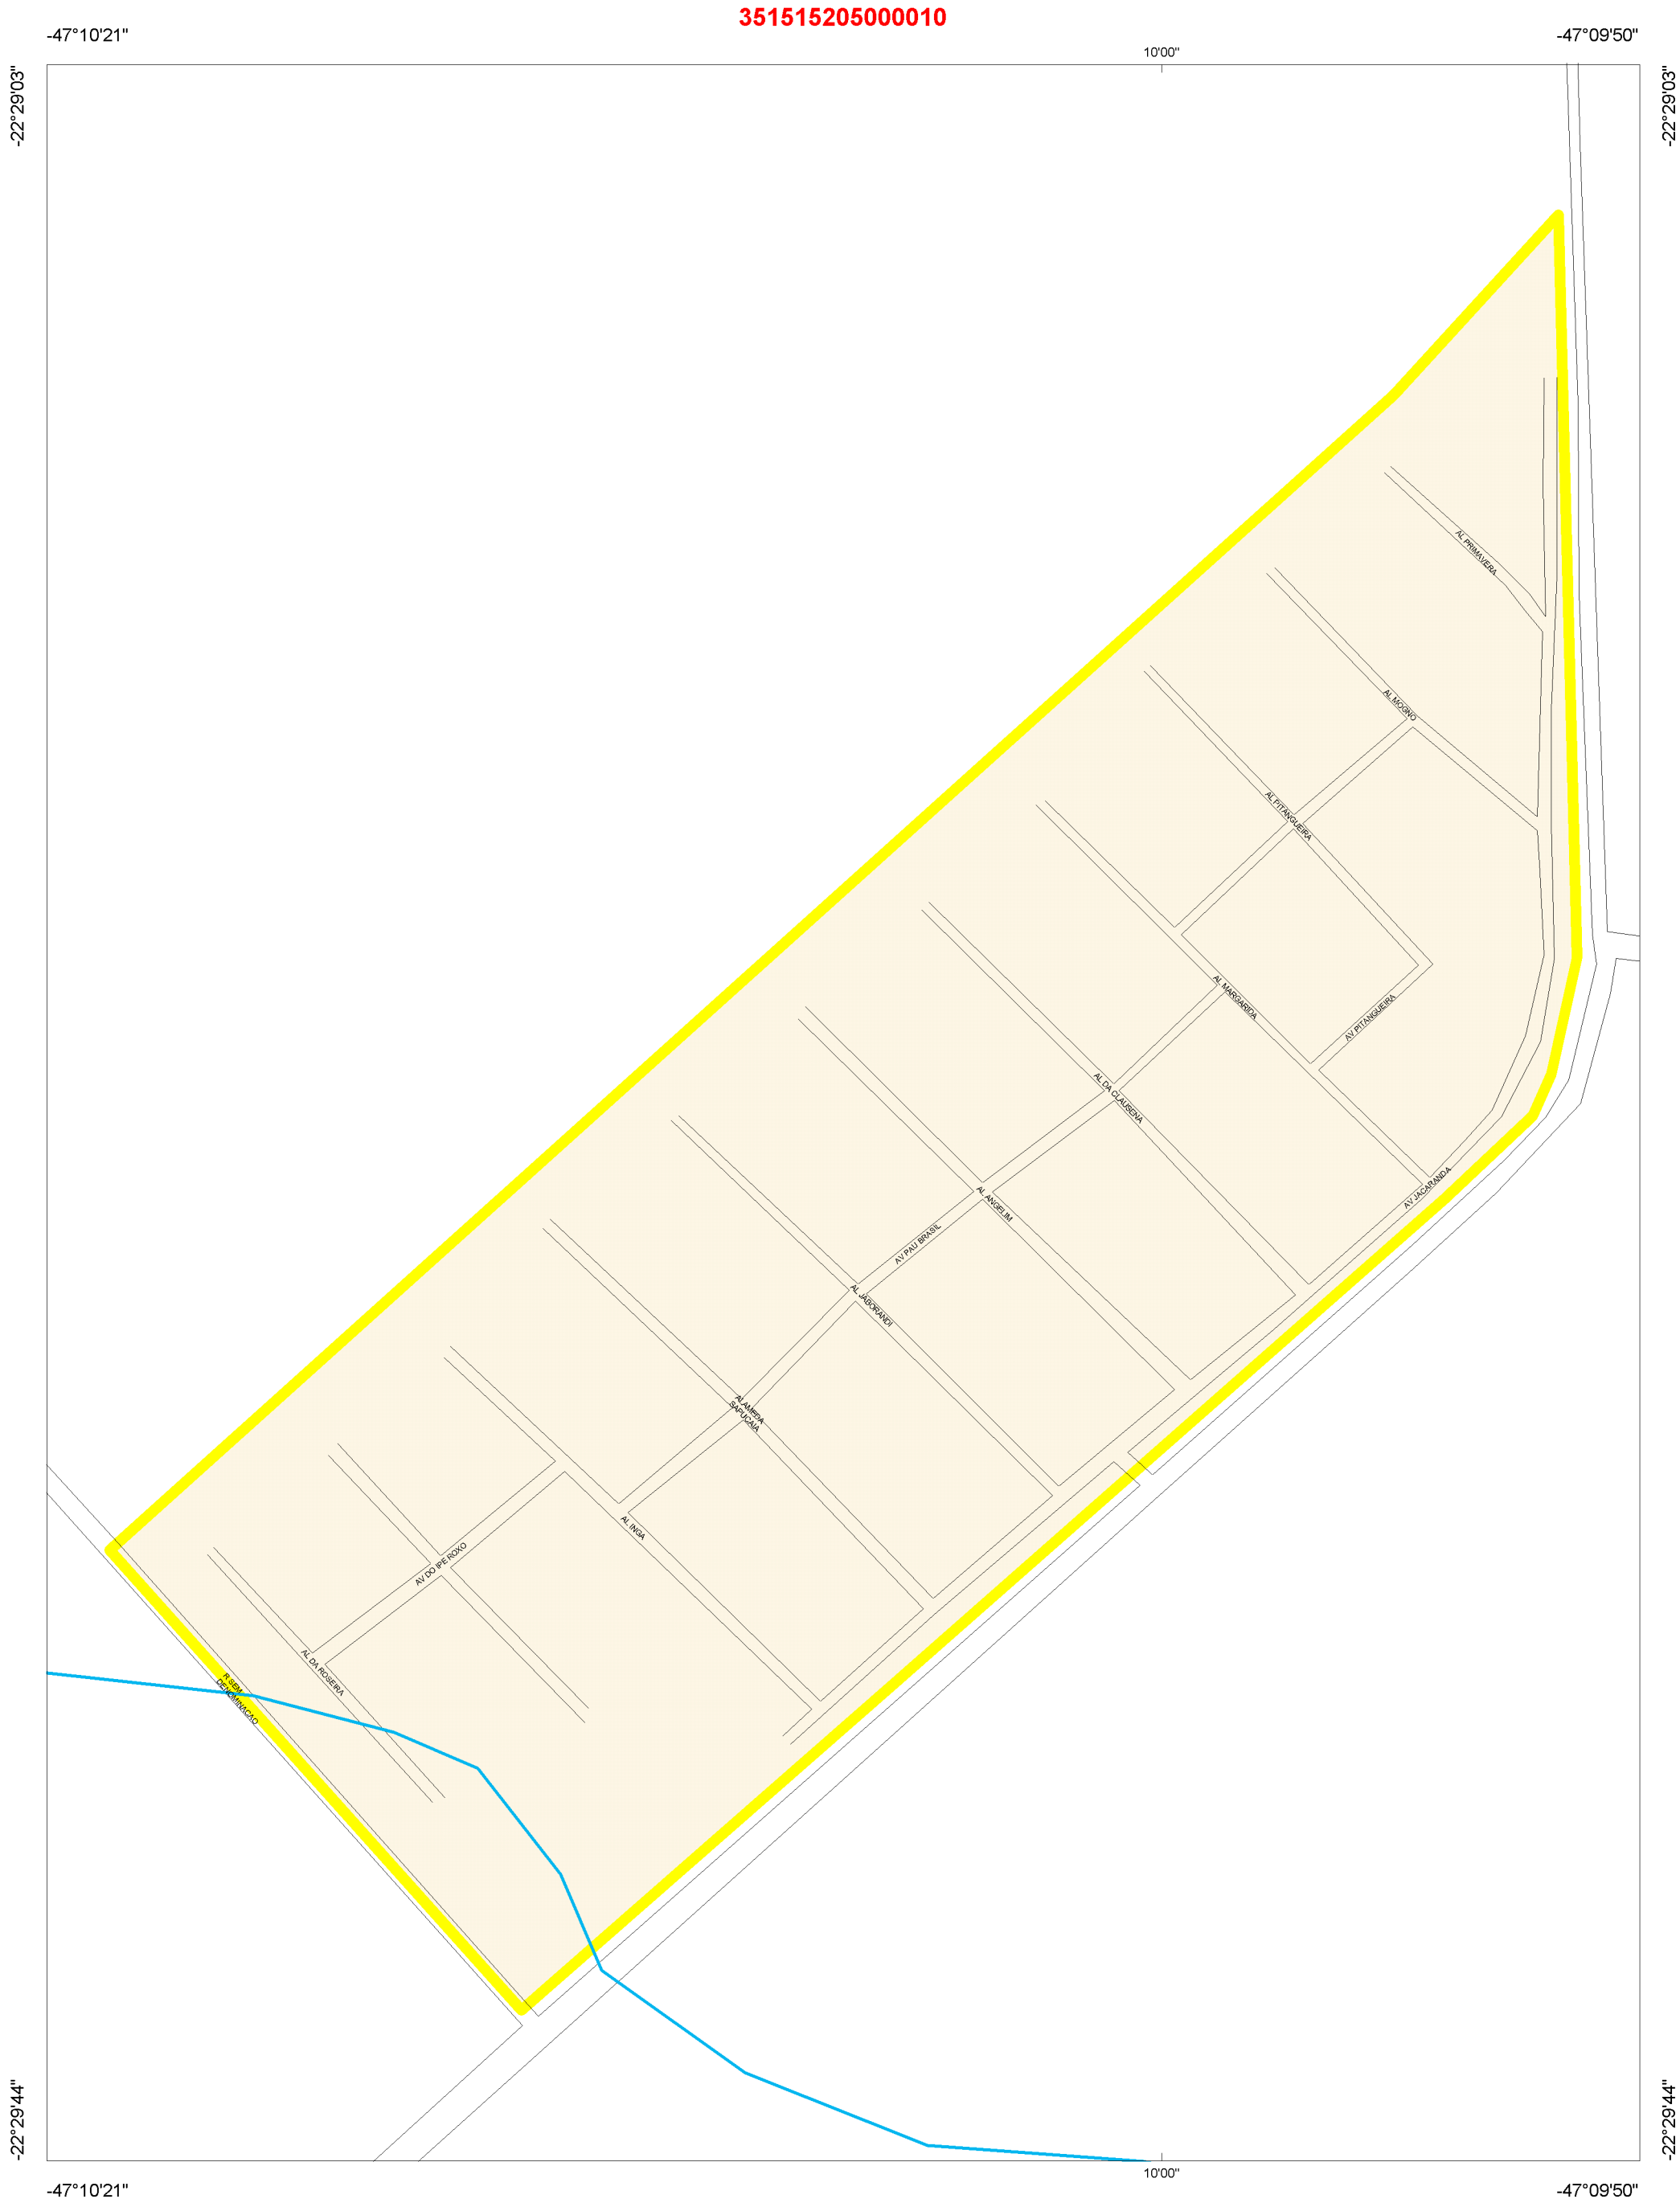 351515205000010
-47°10'21"
-47°09'50"
10'00"
-22°29'03"
-22°29'03"
AL PRIMAVERA
AL MOGNO
AL PITANGUEIRA
AL MARGARIDA
AV PITANGUEIRA
AL DA CLAUSENA
AV JACARANDA
AL ANGELIM
AV PAU BRASIL
AL JABORANDI
ALAMEDA
SAPUCAIA
AL INGA
AV DO IPE ROXO
AL DA ROSEIRA
R SEM
DENOMINACAO
-22°29'44"
-22°29'44"
10'00"
-47°10'21"
-47°09'50"